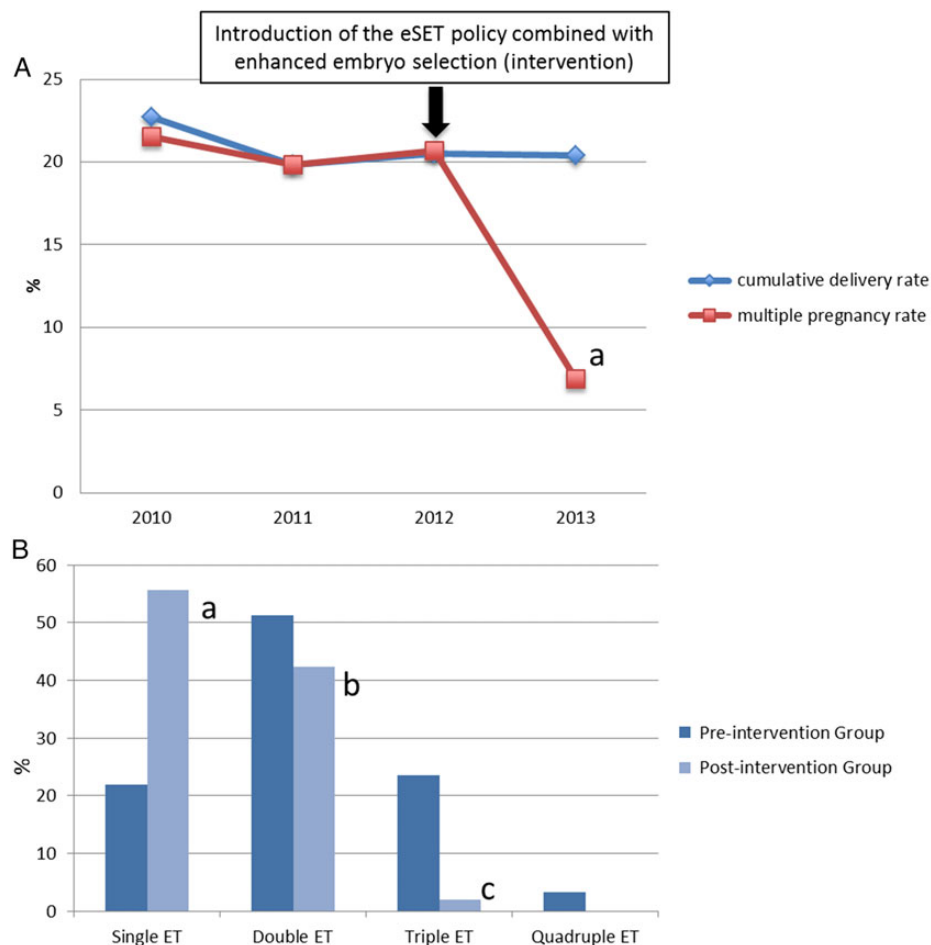 Introduction of the eSET policy combined with
enhanced embryo selection (intervention)
A
25
20
15
10
5
0
%
a
2010
2011
2012
2013
cumulative delivery rate
multiple pregnancy rate
B
60
50
40
30
20
10
0
%
a
b
c
Single ET
Double ET
Triple ET
Quadruple ET
Pre-intervention Group
Post-intervention Group